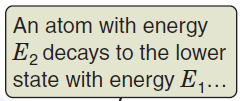 An atom with energy
E₂ decays to the lower
state with energy E₁...